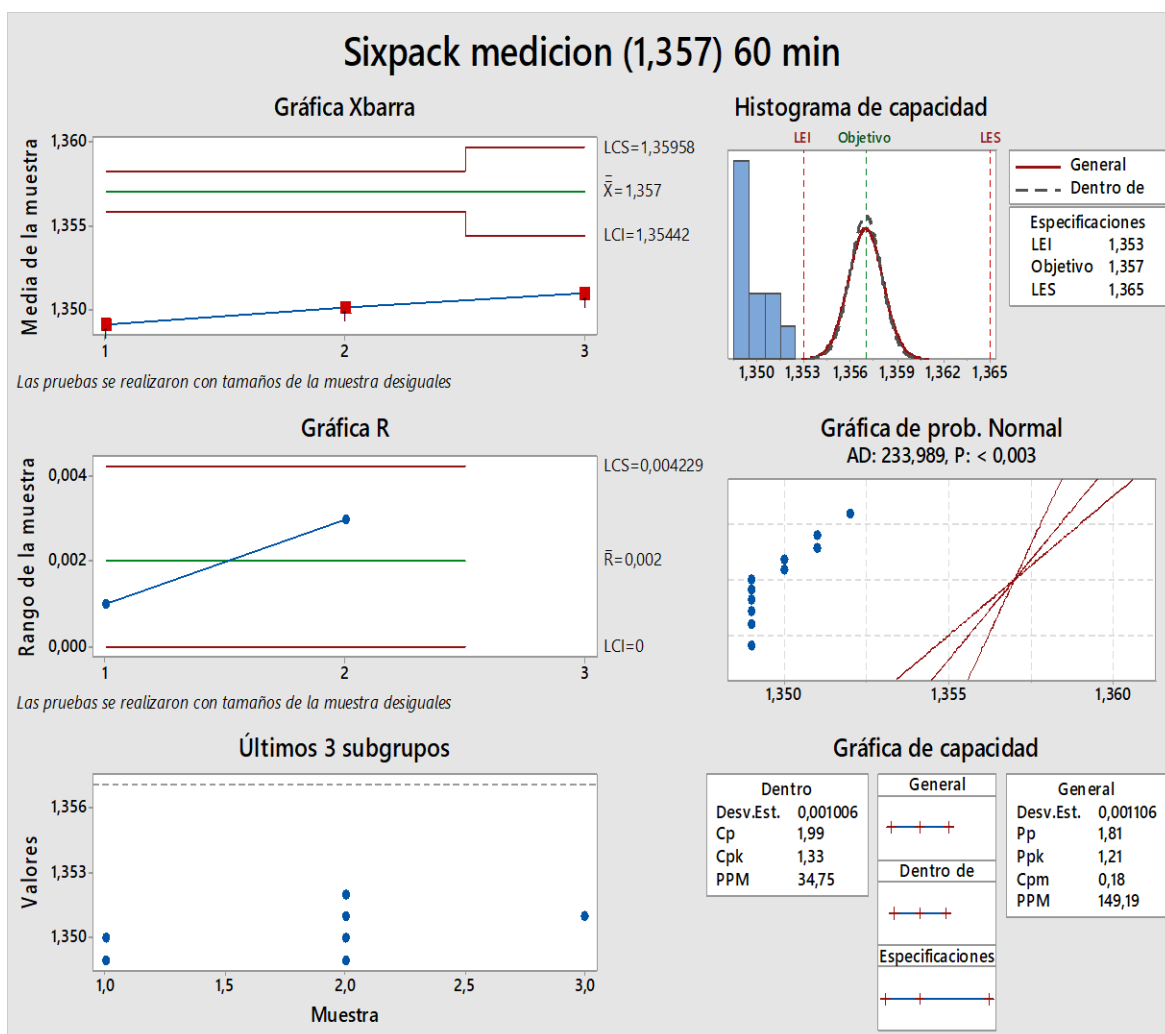 Sixpack medicion (1,357) 60 min
Gráfica Xbarra
Media de la muestra
1,360
1,355
1,350
LCS=1,35958
X=1,357
LCI=1,35442
1
2
3
Las pruebas se realizaron con tamaños de la muestra desiguales
Histograma de capacidad
LEI
Objetivo
LES
1,350 1,353 1,356 1,359 1,362 1,365
General
Dentro de
Especificaciones
LEI 1,353
Objetivo 1,357
LES 1,365
Gráfica R
Rango de la muestra
0,004
0,002
0,000
LCS=0,004229
R=0,002
LCI=0
1
2
3
Las pruebas se realizaron con tamaños de la muestra desiguales
Gráfica de prob. Normal
AD: 233,989, P: < 0,003
1,350 1,355 1,360
Últimos 3 subgrupos
Valores
1,356
1,353
1,350
1,0 1,5 2,0 2,5 3,0
Muestra
Gráfica de capacidad
Dentro
Desv.Est. 0,001006
Cp 1,99
Cpk 1,33
PPM 34,75
General
Dentro de
Especificaciones
General
Desv.Est. 0,001106
Pp 1,81
Ppk 1,21
Cpm 0,18
PPM 149,19